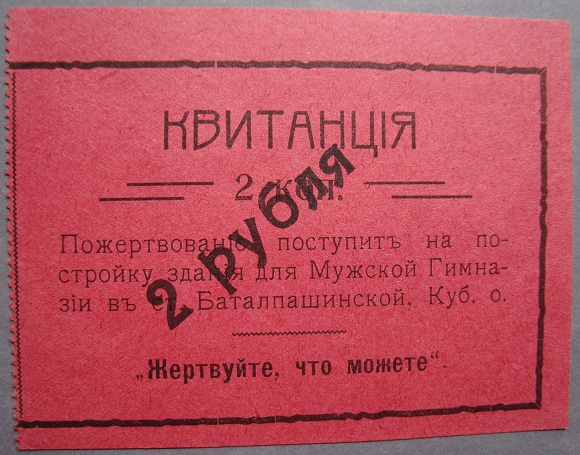 КВИТАНЦІЯ
2 коп.
2 рубля
Пожертвованіе поступитъ на по-
стройку зданія для Мужской Гимна-
зіи въ ст. Баталпашинской, Куб. о.
„Жертвуйте, что можете“.